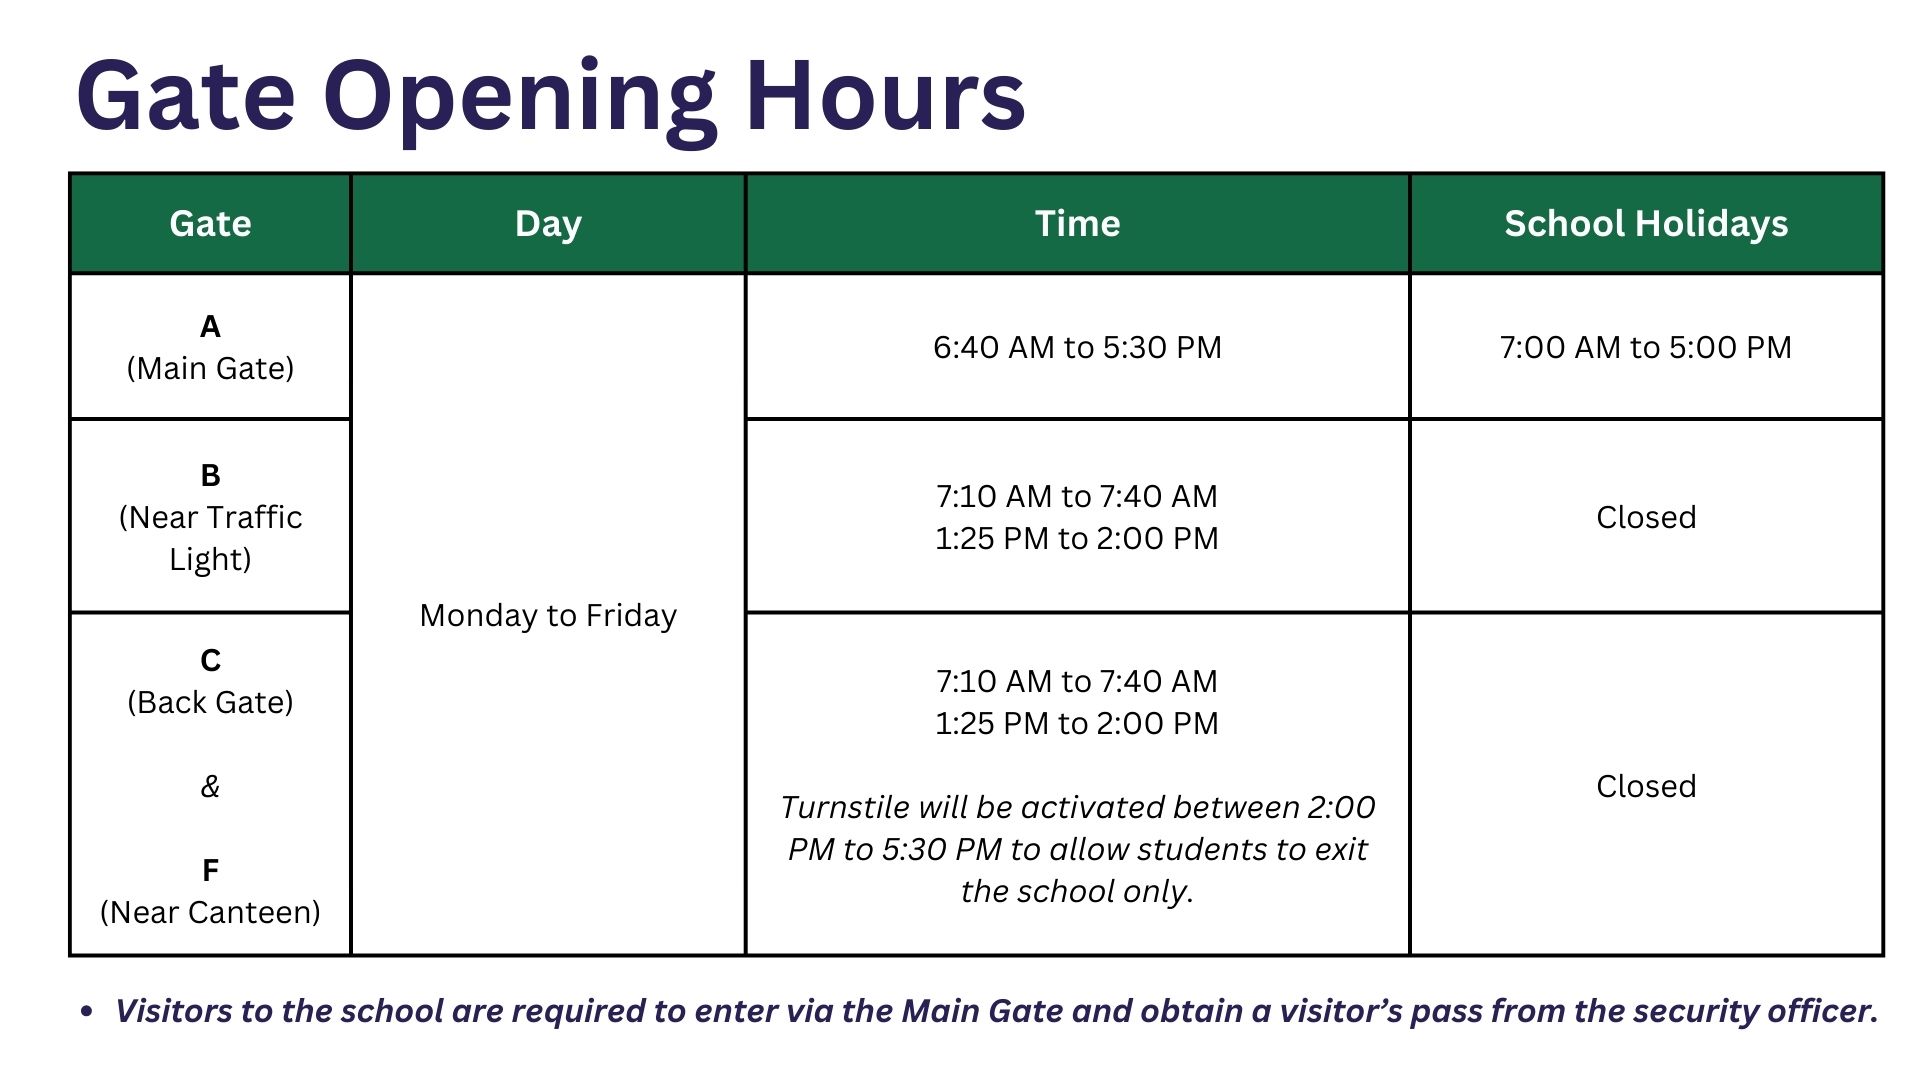 Gate Opening Hours
Gate
Day
Time
School Holidays
A
(Main Gate)
6:40 AM to 5:30 PM
7:00 AM to 5:00 PM
B
(Near Traffic
Light)
7:10 AM to 7:40 AM
1:25 PM to 2:00 PM
Closed
Monday to Friday
C
(Back Gate)
&
F
(Near Canteen)
7:10 AM to 7:40 AM
1:25 PM to 2:00 PM
Turnstile will be activated between 2:00
PM to 5:30 PM to allow students to exit
the school only.
Closed
• Visitors to the school are required to enter via the Main Gate and obtain a visitor’s pass from the security officer.